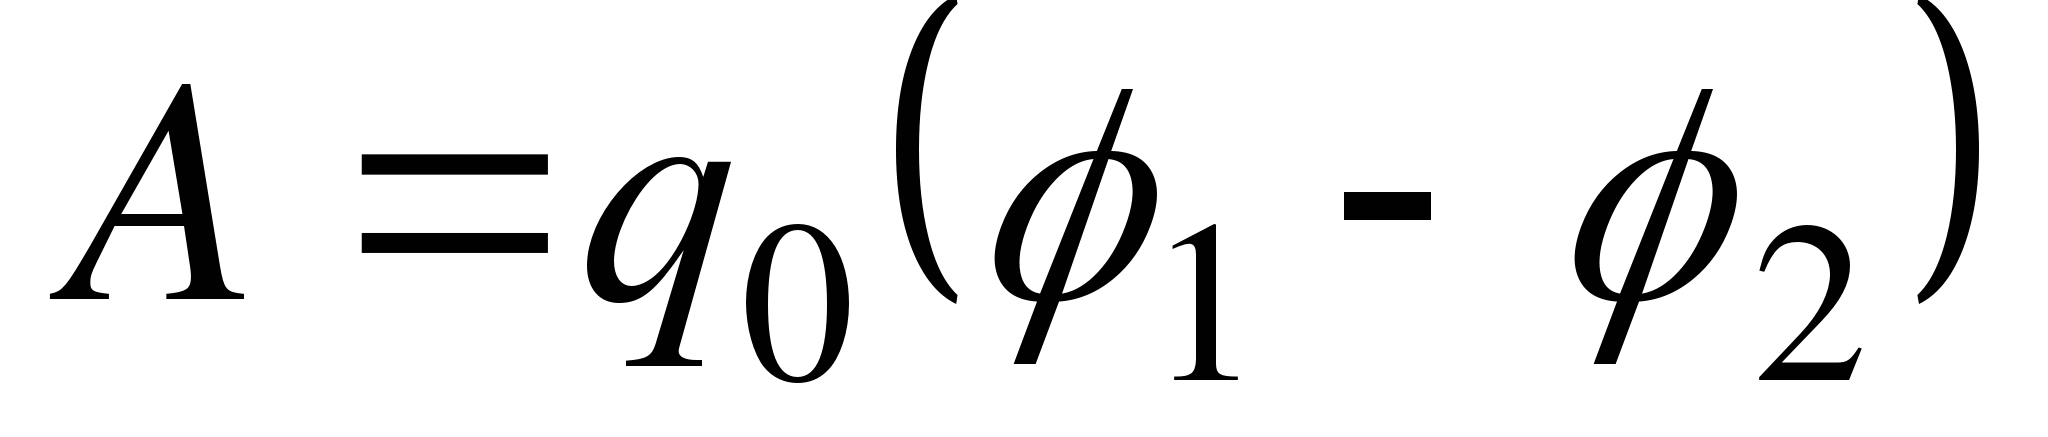 A = q₀(ϕ₁ - ϕ₂)